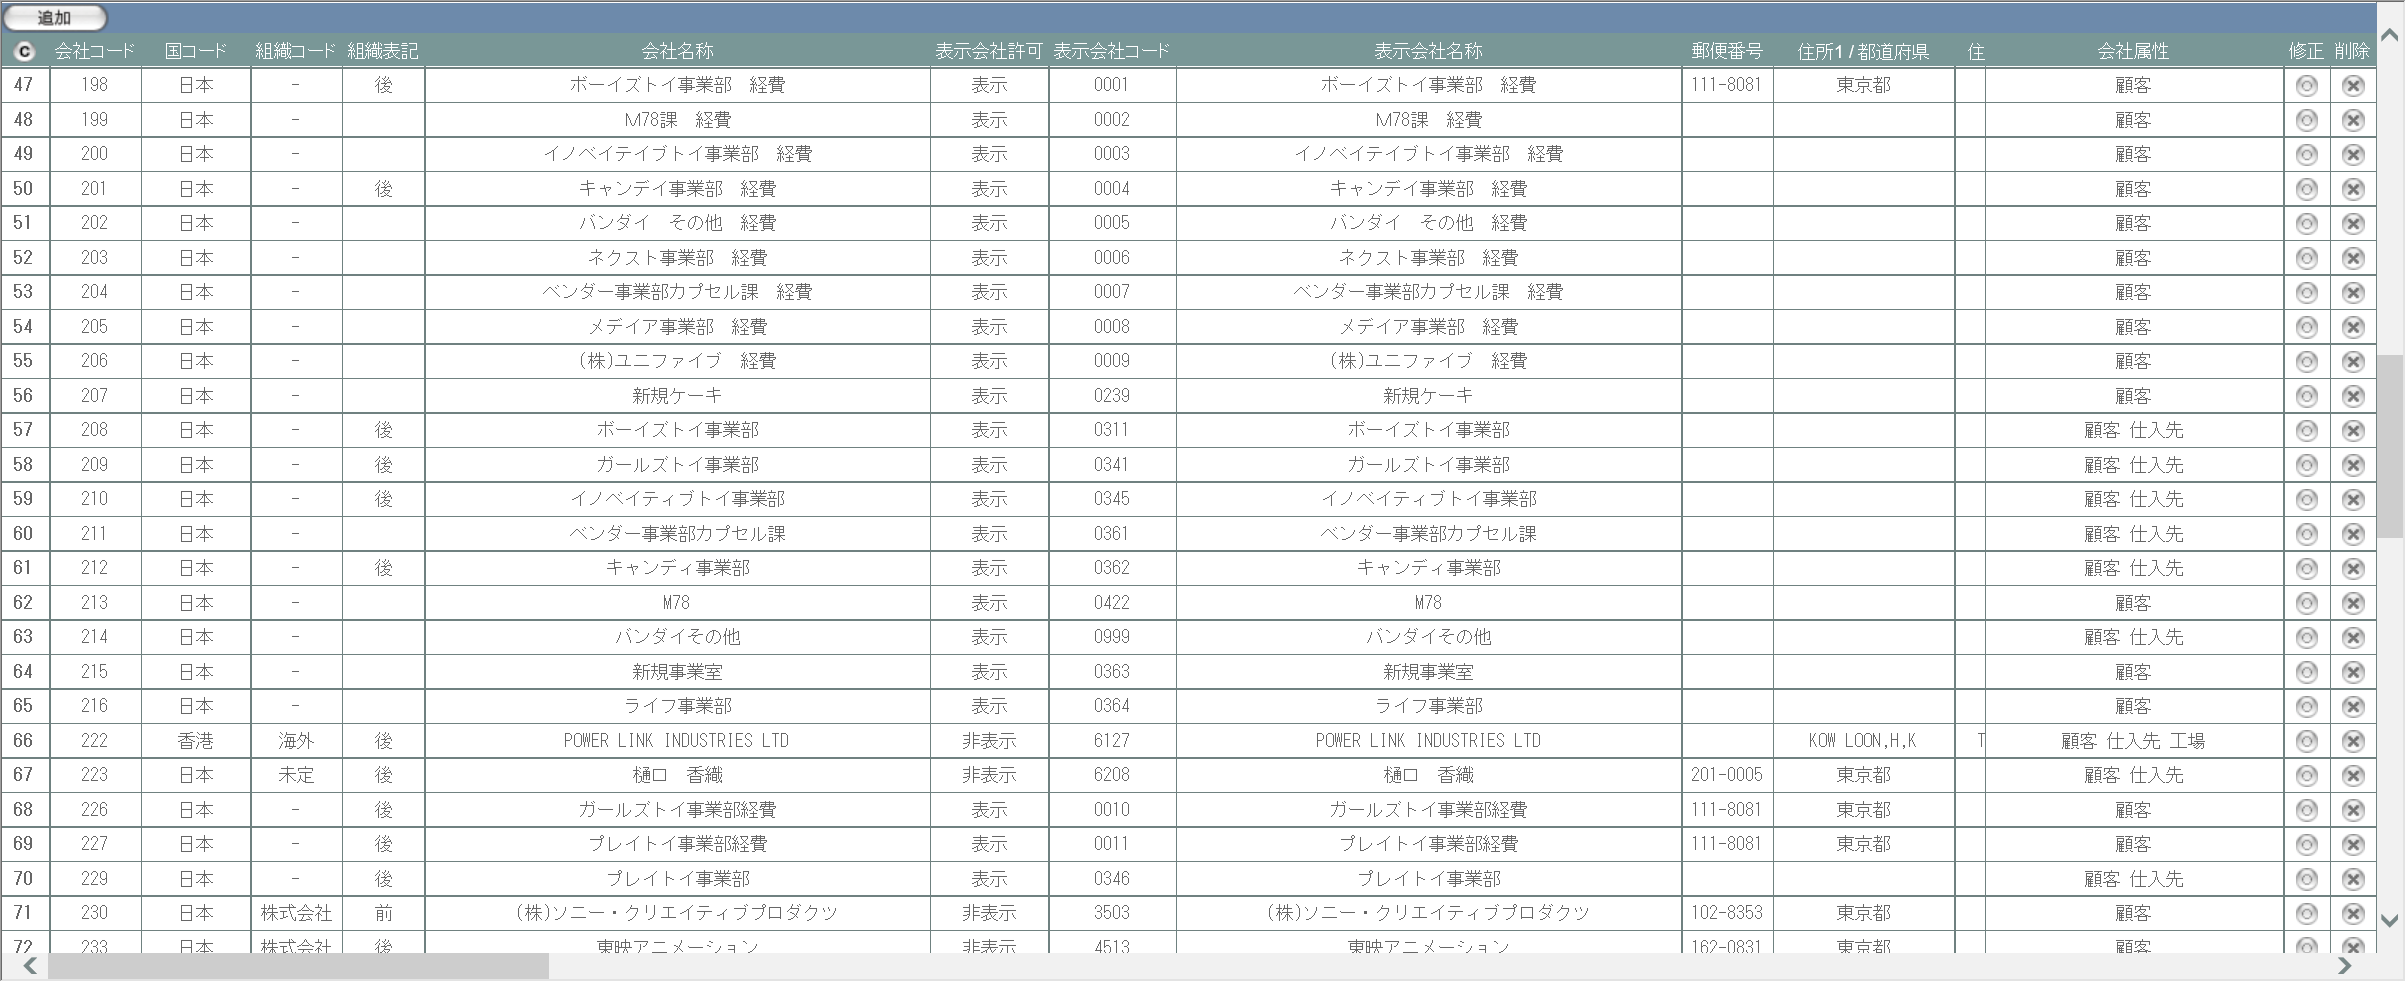 追加
C 会社コード 国コード 組織コード 組織表記 会社名称 表示会社許可 表示会社コード 表示会社名称 郵便番号 住所1 / 都道府県 住 会社属性 修正 削除
47 198 日本 - 後 ボーイズトイ事業部　経費 表示 0001 ボーイズトイ事業部　経費 111-8081 東京都 顧客
48 199 日本 - M78課　経費 表示 0002 M78課　経費 顧客
49 200 日本 - イノベイテイブトイ事業部　経費 表示 0003 イノベイテイブトイ事業部　経費 顧客
50 201 日本 - 後 キャンデイ事業部　経費 表示 0004 キャンデイ事業部　経費 顧客
51 202 日本 - バンダイ　その他　経費 表示 0005 バンダイ　その他　経費 顧客
52 203 日本 - ネクスト事業部　経費 表示 0006 ネクスト事業部　経費 顧客
53 204 日本 - ベンダー事業部カプセル課　経費 表示 0007 ベンダー事業部カプセル課　経費 顧客
54 205 日本 - メデイア事業部　経費 表示 0008 メデイア事業部　経費 顧客
55 206 日本 - (株)ユニファイブ　経費 表示 0009 (株)ユニファイブ　経費 顧客
56 207 日本 - 新規ケーキ 表示 0239 新規ケーキ 顧客
57 208 日本 - 後 ボーイズトイ事業部 表示 0311 ボーイズトイ事業部 顧客 仕入先
58 209 日本 - 後 ガールズトイ事業部 表示 0341 ガールズトイ事業部 顧客 仕入先
59 210 日本 - 後 イノベイティブトイ事業部 表示 0345 イノベイティブトイ事業部 顧客 仕入先
60 211 日本 - ベンダー事業部カプセル課 表示 0361 ベンダー事業部カプセル課 顧客 仕入先
61 212 日本 - 後 キャンディ事業部 表示 0362 キャンディ事業部 顧客 仕入先
62 213 日本 - M78 表示 0422 M78 顧客
63 214 日本 - バンダイその他 表示 0999 バンダイその他 顧客 仕入先
64 215 日本 - 新規事業室 表示 0363 新規事業室 顧客
65 216 日本 - ライフ事業部 表示 0364 ライフ事業部 顧客
66 222 香港 海外 後 POWER LINK INDUSTRIES LTD 非表示 6127 POWER LINK INDUSTRIES LTD KOW LOON,H,K T 顧客 仕入先 工場
67 223 日本 未定 後 樋口　香織 非表示 6208 樋口　香織 201-0005 東京都 顧客 仕入先
68 226 日本 - 後 ガールズトイ事業部経費 表示 0010 ガールズトイ事業部経費 111-8081 東京都 顧客
69 227 日本 - 後 プレイトイ事業部経費 表示 0011 プレイトイ事業部経費 111-8081 東京都 顧客
70 229 日本 - 後 プレイトイ事業部 表示 0346 プレイトイ事業部 顧客 仕入先
71 230 日本 株式会社 前 (株)ソニー・クリエイティブプロダクツ 非表示 3503 (株)ソニー・クリエイティブプロダクツ 102-8353 東京都 顧客
72 233 日本 株式会社 後 東映アニメーション 非表示 4513 東映アニメーション 162-0831 東京都 顧客